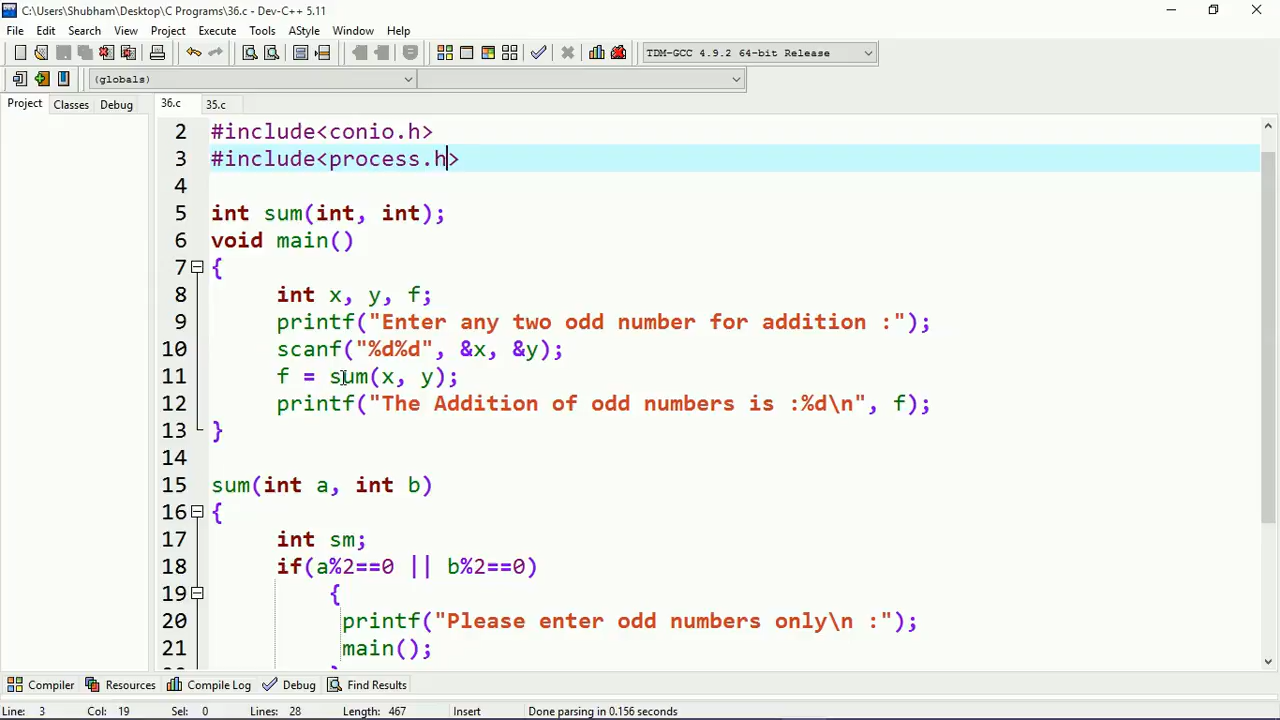 C:\Users\Shubham\Desktop\C Programs\36.c - Dev-C++ 5.11
File Edit Search View Project Execute Tools AStyle Window Help
TDM-GCC 4.9.2 64-bit Release
(globals)
Project Classes Debug 36.c 35.c
2 #include<conio.h>
3 #include<process.h>
4
5 int sum(int, int);
6 void main()
7 {
8 int x, y, f;
9 printf("Enter any two odd number for addition :");
10 scanf("%d%d", &x, &y);
11 f = sum(x, y);
12 printf("The Addition of odd numbers is :%d\n", f);
13 }
14
15 sum(int a, int b)
16 {
17 int sm;
18 if(a%2==0 || b%2==0)
19 {
20 printf("Please enter odd numbers only\n :");
21 main();
Compiler Resources Compile Log Debug Find Results
Line: 3 Col: 19 Sel: 0 Lines: 28 Length: 467 Insert Done parsing in 0.156 seconds